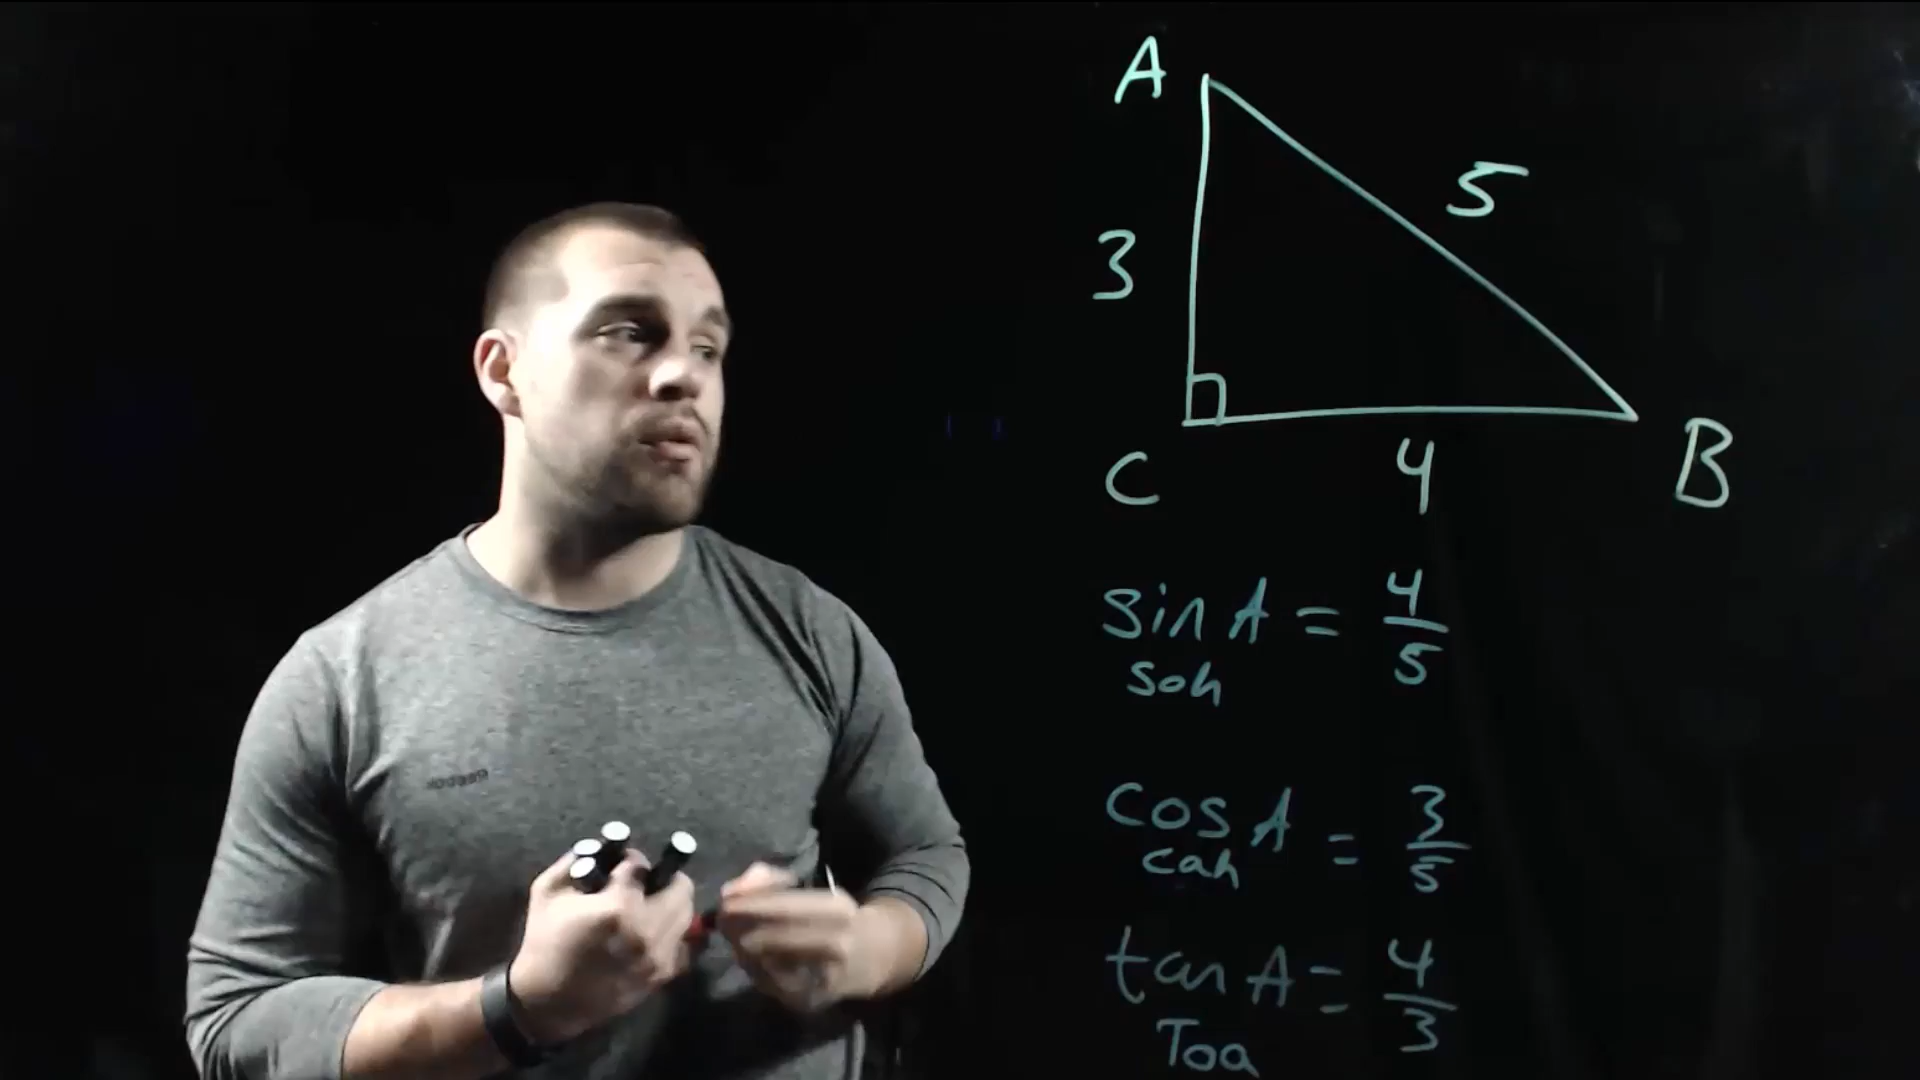 A
5
3
C
4
B
sin A = 4/5
soh
cos A = 3/5
cah
tan A = 4/3
Toa